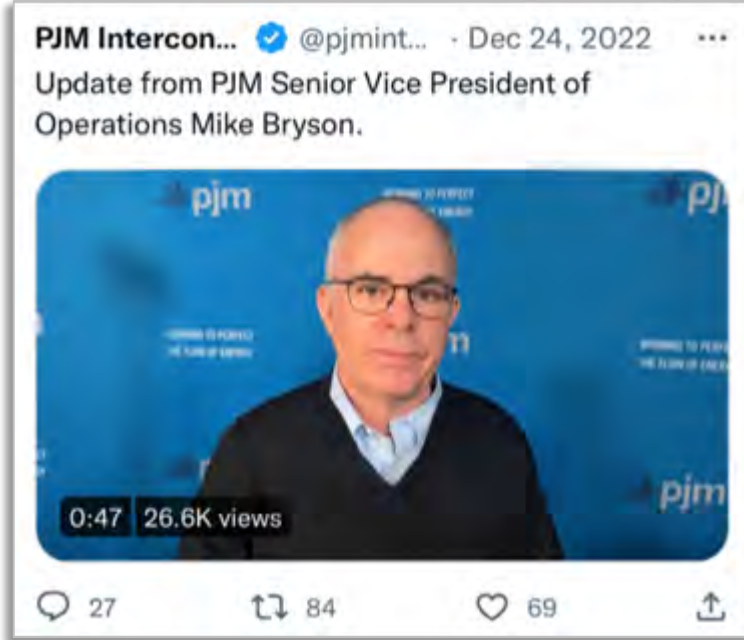 PJM Intercon... @pjmint... · Dec 24, 2022 ...
Update from PJM Senior Vice President of
Operations Mike Bryson.
pjm
pj
m
pjm
0:47 26.6K views
27 84 69